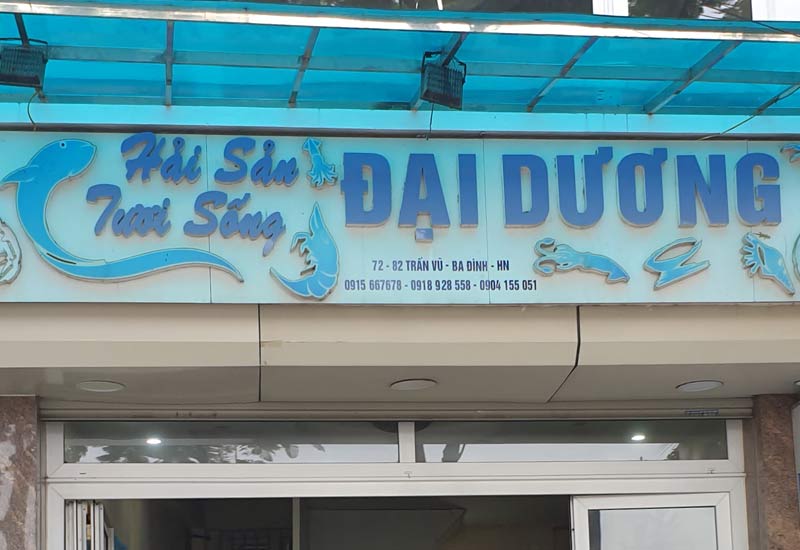 Hải Sản
Tươi Sống
ĐẠI DƯƠNG
72 - 82 TRẤN VŨ - BA ĐÌNH - HN
0915 667678 - 0918 928 558 - 0904 155 051